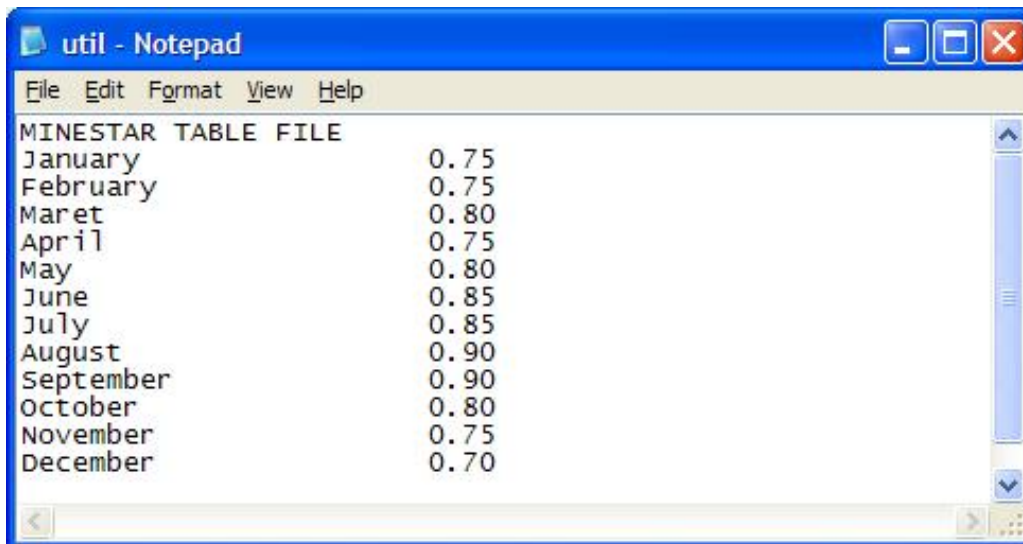 util - Notepad
File Edit Format View Help
MINESTAR TABLE FILE
January 0.75
February 0.75
Maret 0.80
April 0.75
May 0.80
June 0.85
July 0.85
August 0.90
September 0.90
October 0.80
November 0.75
December 0.70